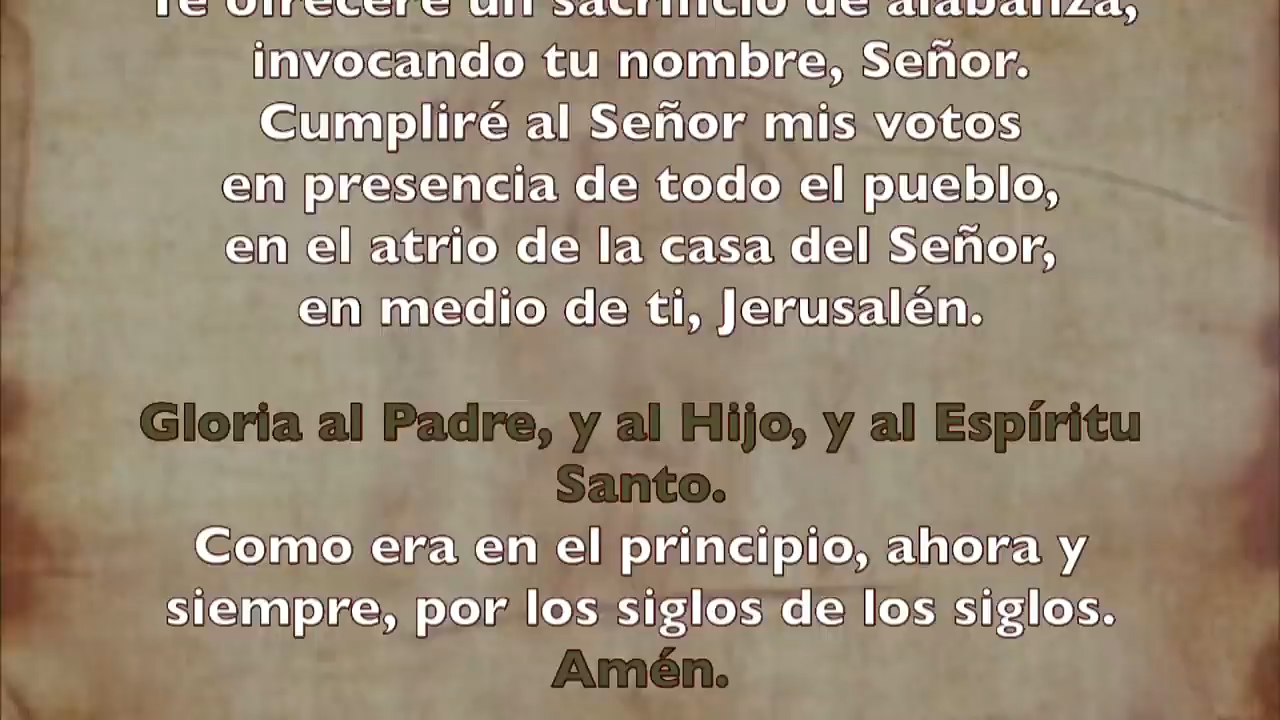 Te ofreceré un sacrificio de alabanza,
invocando tu nombre, Señor.
Cumpliré al Señor mis votos
en presencia de todo el pueblo,
en el atrio de la casa del Señor,
en medio de ti, Jerusalén.
Gloria al Padre, y al Hijo, y al Espíritu
Santo.
Como era en el principio, ahora y
siempre, por los siglos de los siglos.
Amén.